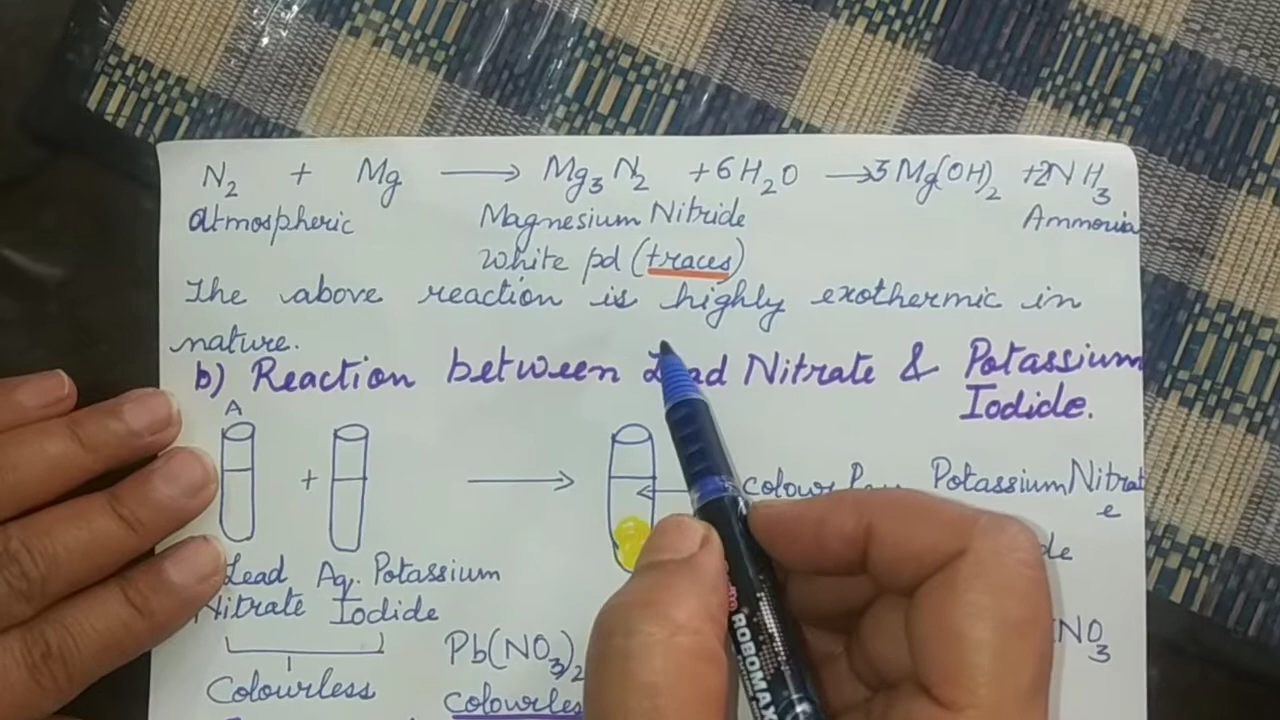 N₂ + Mg ⟶ Mg₃N₂ +6H₂O ⟶3Mg(OH)₂ +2NH₃
Atmospheric Magnesium Nitride Ammonia
White pd (traces)
The above reaction is highly exothermic in
nature.
b) Reaction between Lead Nitrate & Potassium
Iodide.
A
+ ⟶
Potassium Nitrate
Lead Aq. Potassium
Nitrate Iodide
Pb(NO₃)₂ NO₃
Colourless
ROBOMAX